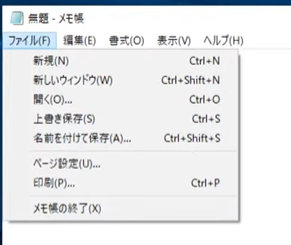 無題 - メモ帳
ファイル(F) 編集(E) 書式(O) 表示(V) ヘルプ(H)
新規(N) Ctrl+N
新しいウィンドウ(W) Ctrl+Shift+N
開く(O)... Ctrl+O
上書き保存(S) Ctrl+S
名前を付けて保存(A)... Ctrl+Shift+S
ページ設定(U)...
印刷(P)... Ctrl+P
メモ帳の終了(X)